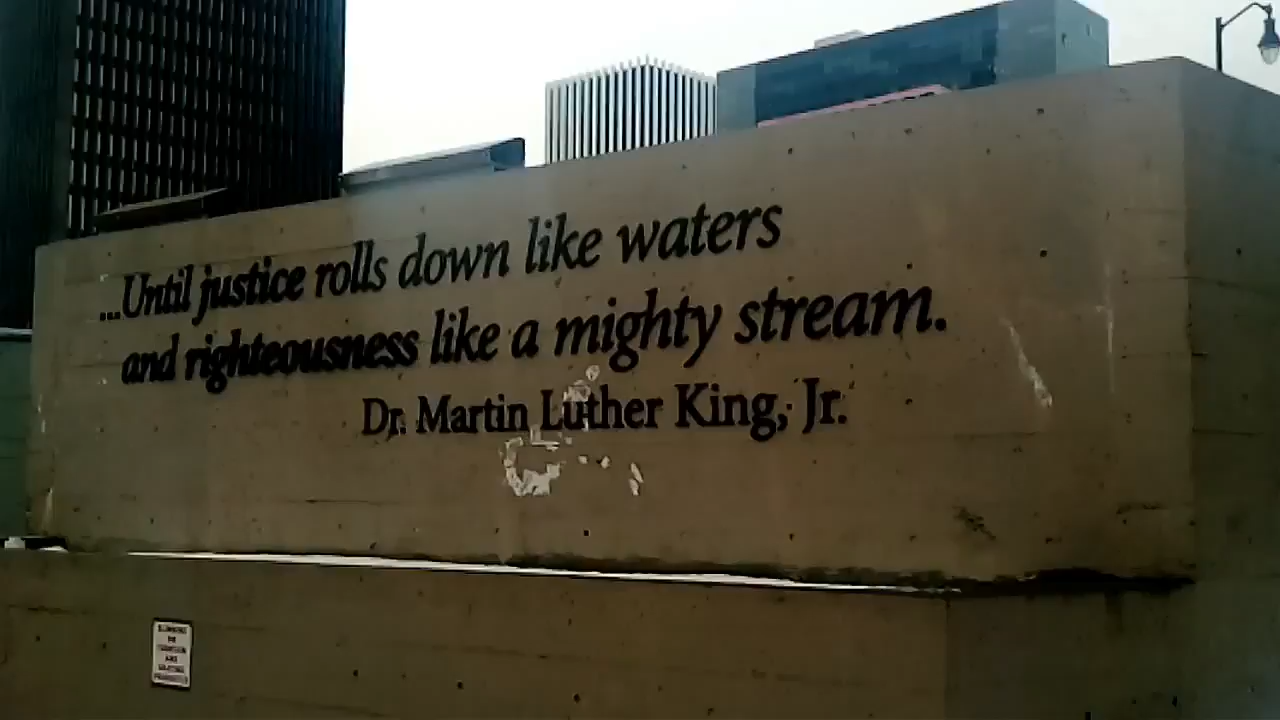 ...Until justice rolls down like waters
and righteousness like a mighty stream.
Dr. Martin Luther King, Jr.